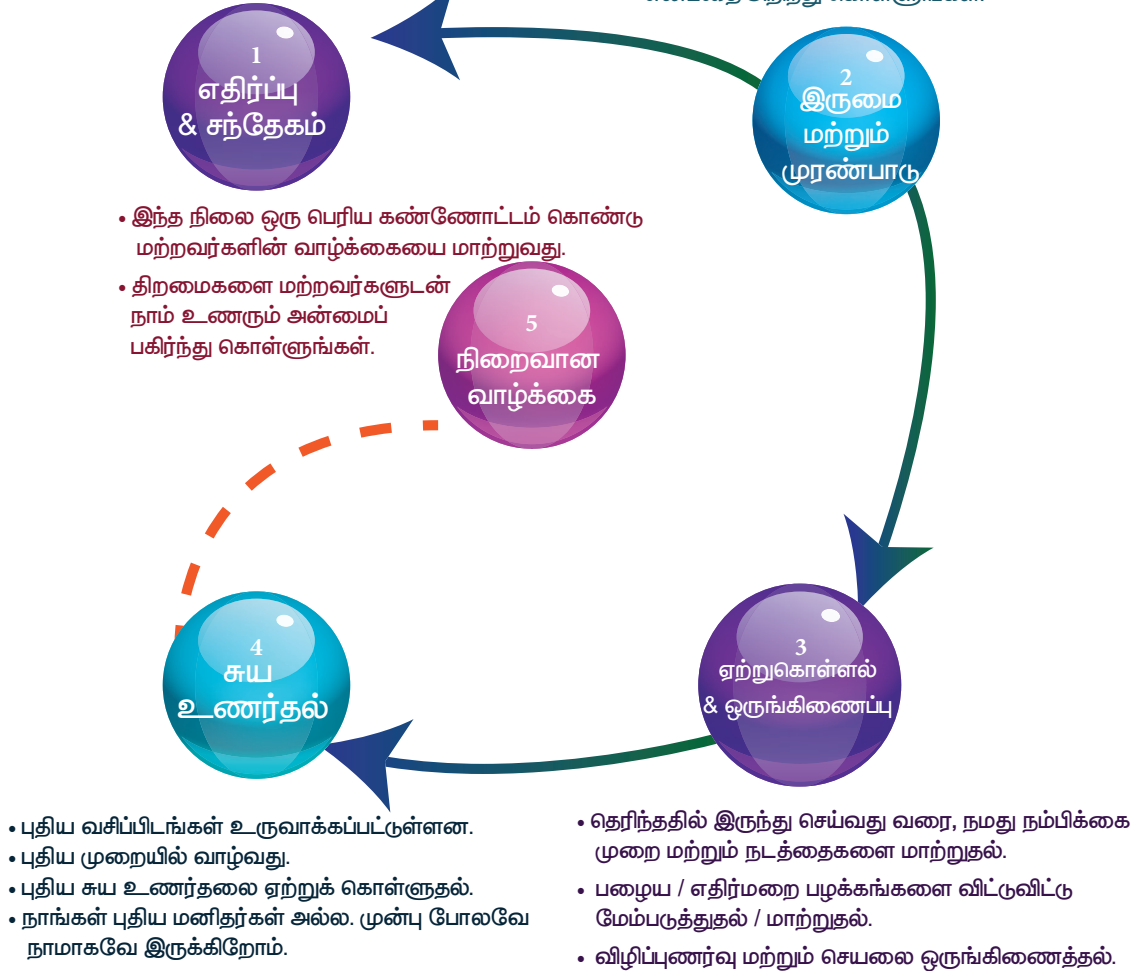 1
எதிர்ப்பு
& சந்தேகம்
2
இருமை
மற்றும்
முரண்பாடு
• இந்த நிலை ஒரு பெரிய கண்ணோட்டம் கொண்டு
மற்றவர்களின் வாழ்க்கையை மாற்றுவது.
• திறமைகளை மற்றவர்களுடன்
நாம் உணரும் அன்மைப்
பகிர்ந்து கொள்ளுங்கள்.
5
நிறைவான
வாழ்க்கை
4
சுய
உணர்தல்
3
ஏற்றுகொள்ளல்
& ஒருங்கிணைப்பு
• புதிய வசிப்பிடங்கள் உருவாக்கப்பட்டுள்ளன.
• புதிய முறையில் வாழ்வது.
• புதிய சுய உணர்தலை ஏற்றுக் கொள்ளுதல்.
• நாங்கள் புதிய மனிதர்கள் அல்ல. முன்பு போலவே
நாமாகவே இருக்கிறோம்.
• தெரிந்ததில் இருந்து செய்வது வரை, நமது நம்பிக்கை
முறை மற்றும் நடத்தைகளை மாற்றுதல்.
• பழைய / எதிர்மறை பழக்கங்களை விட்டுவிட்டு
மேம்படுத்துதல் / மாற்றுதல்.
• விழிப்புணர்வு மற்றும் செயலை ஒருங்கிணைத்தல்.